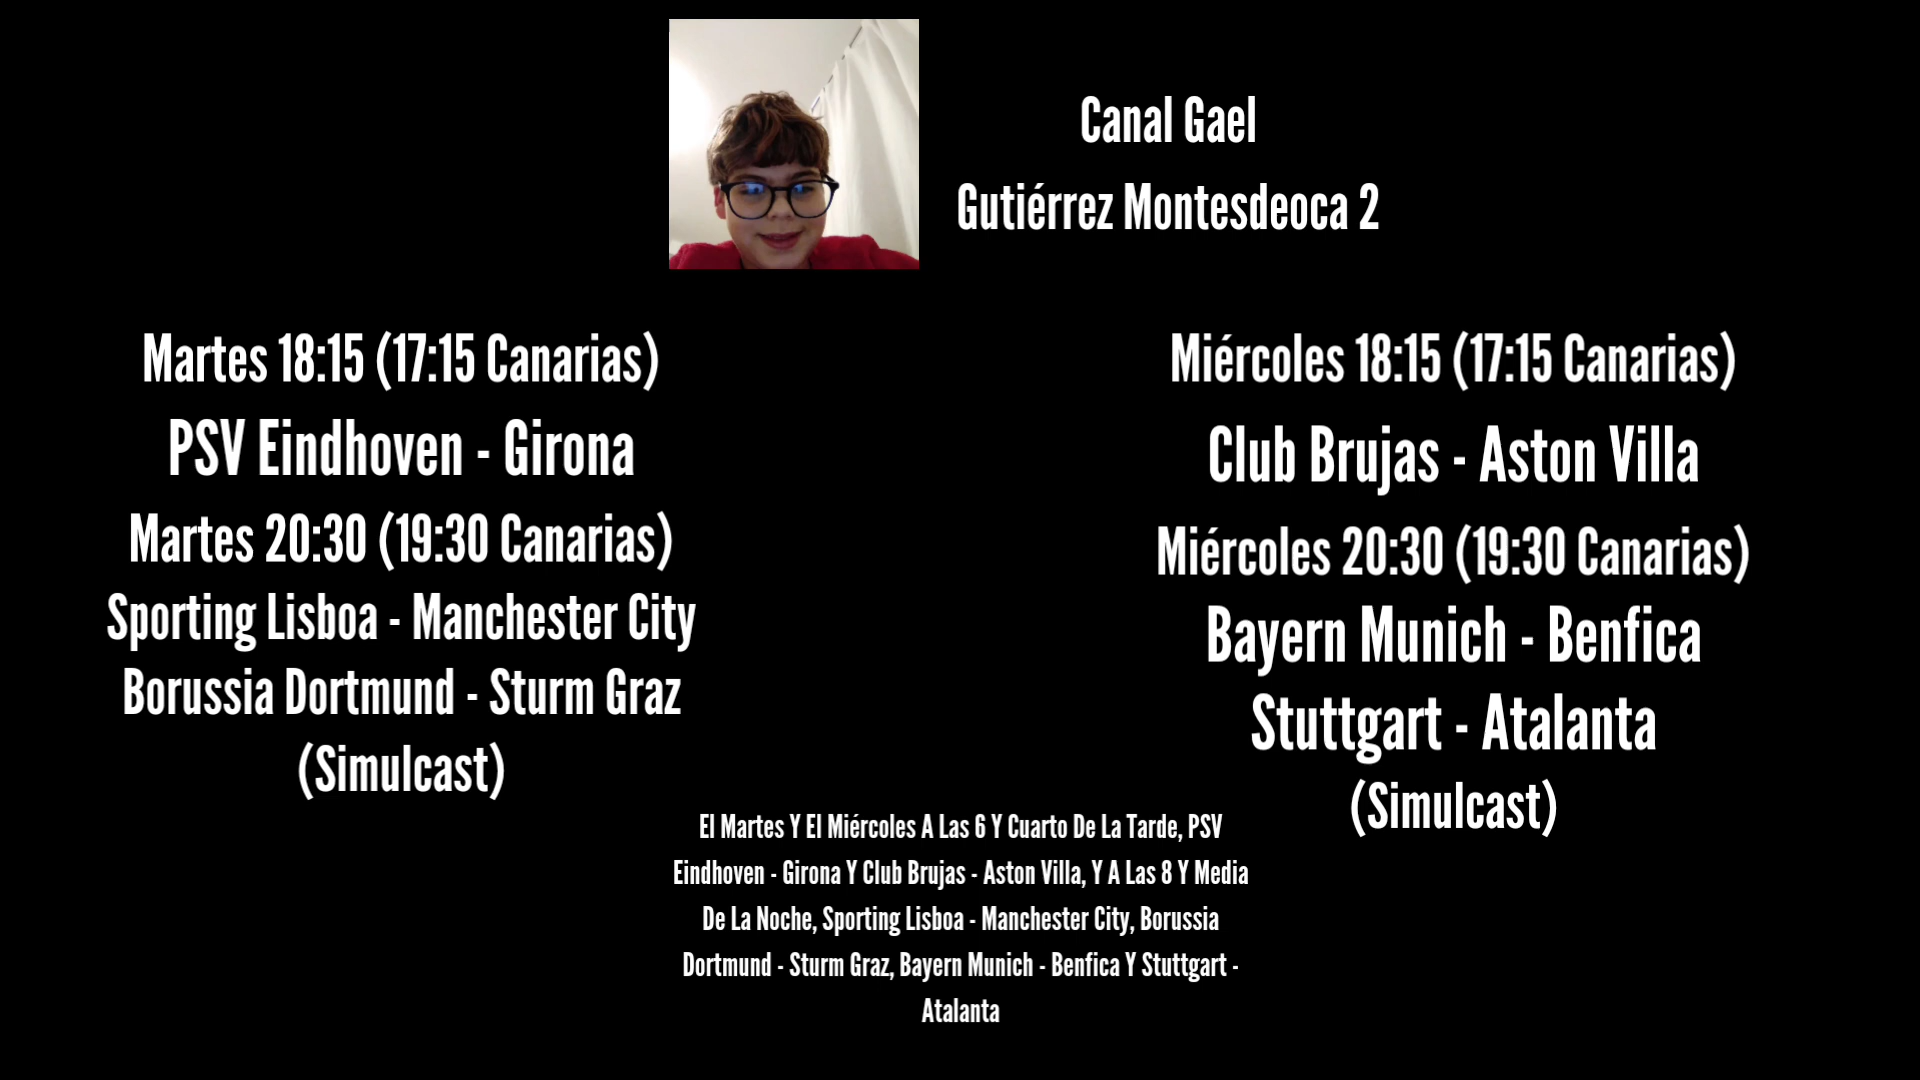 Canal Gael
Gutiérrez Montesdeoca 2
Martes 18:15 (17:15 Canarias)
PSV Eindhoven - Girona
Martes 20:30 (19:30 Canarias)
Sporting Lisboa - Manchester City
Borussia Dortmund - Sturm Graz
(Simulcast)
Miércoles 18:15 (17:15 Canarias)
Club Brujas - Aston Villa
Miércoles 20:30 (19:30 Canarias)
Bayern Munich - Benfica
Stuttgart - Atalanta
(Simulcast)
El Martes Y El Miércoles A Las 6 Y Cuarto De La Tarde, PSV
Eindhoven - Girona Y Club Brujas - Aston Villa, Y A Las 8 Y Media
De La Noche, Sporting Lisboa - Manchester City, Borussia
Dortmund - Sturm Graz, Bayern Munich - Benfica Y Stuttgart -
Atalanta